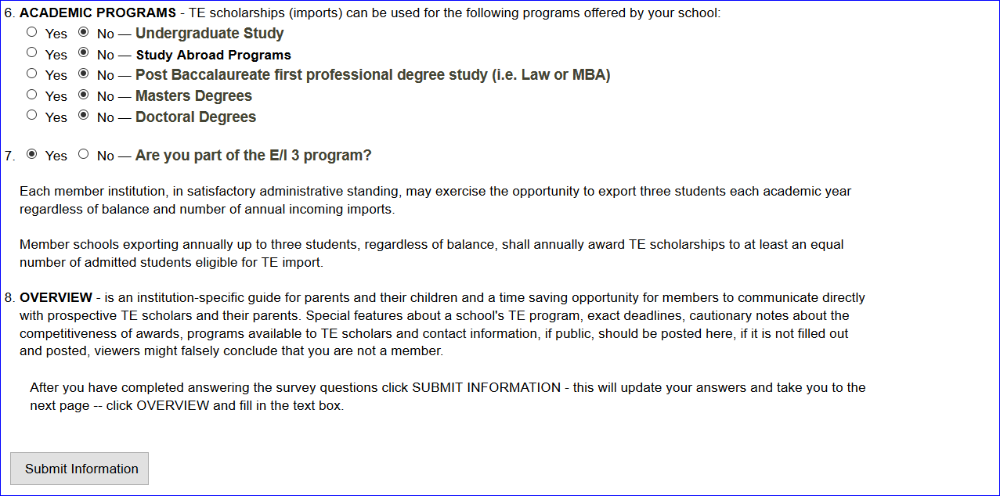 6. ACADEMIC PROGRAMS - TE scholarships (imports) can be used for the following programs offered by your school:
Yes No — Undergraduate Study
Yes No — Study Abroad Programs
Yes No — Post Baccalaureate first professional degree study (i.e. Law or MBA)
Yes No — Masters Degrees
Yes No — Doctoral Degrees
7. Yes No — Are you part of the E/I 3 program?
Each member institution, in satisfactory administrative standing, may exercise the opportunity to export three students each academic year
regardless of balance and number of annual incoming imports.
Member schools exporting annually up to three students, regardless of balance, shall annually award TE scholarships to at least an equal
number of admitted students eligible for TE import.
8. OVERVIEW - is an institution-specific guide for parents and their children and a time saving opportunity for members to communicate directly
with prospective TE scholars and their parents. Special features about a school's TE program, exact deadlines, cautionary notes about the
competitiveness of awards, programs available to TE scholars and contact information, if public, should be posted here, if it is not filled out
and posted, viewers might falsely conclude that you are not a member.
After you have completed answering the survey questions click SUBMIT INFORMATION - this will update your answers and take you to the
next page -- click OVERVIEW and fill in the text box.
Submit Information